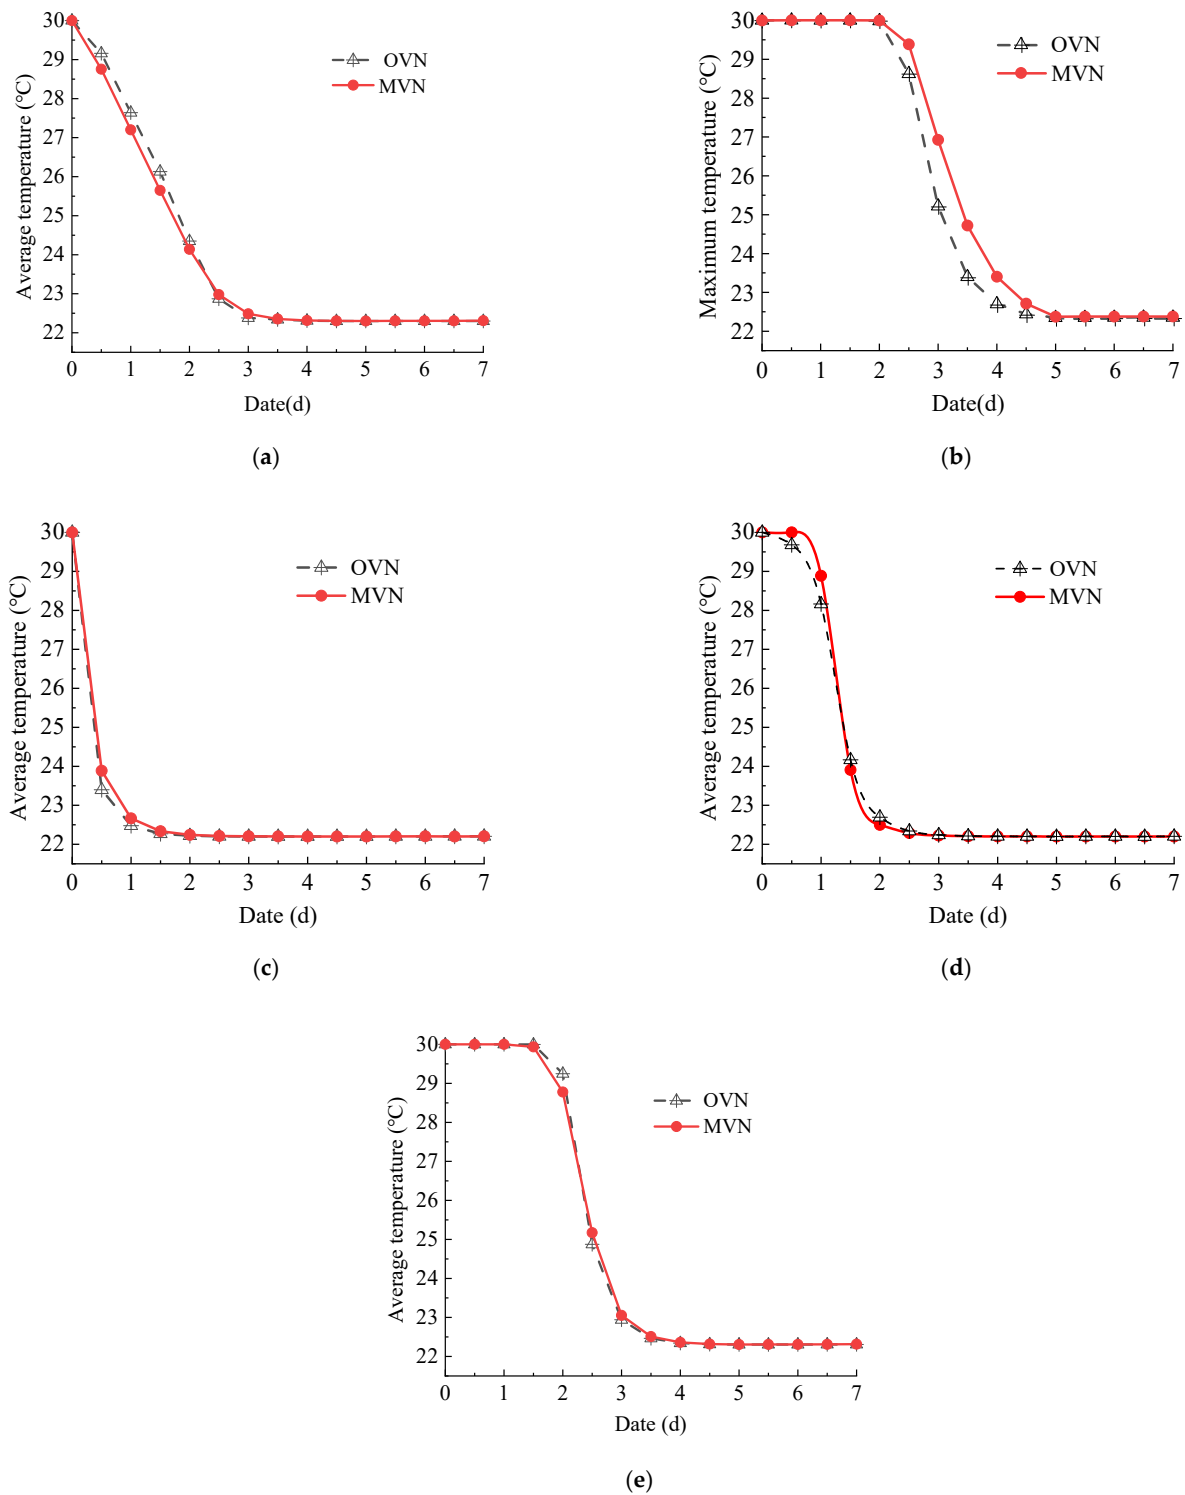 30
29
28
27
26
25
24
23
22
0 1 2 3 4 5 6 7
Average temperature (°C)
Date(d)
OVN
MVN
(a)
30
29
28
27
26
25
24
23
22
0 1 2 3 4 5 6 7
Maximum temperature (°C)
Date(d)
OVN
MVN
(b)
30
29
28
27
26
25
24
23
22
0 1 2 3 4 5 6 7
Average temperature (°C)
Date (d)
OVN
MVN
(c)
30
29
28
27
26
25
24
23
22
0 1 2 3 4 5 6 7
Average temperature (°C)
Date (d)
OVN
MVN
(d)
30
29
28
27
26
25
24
23
22
0 1 2 3 4 5 6 7
Average temperature (°C)
Date (d)
OVN
MVN
(e)